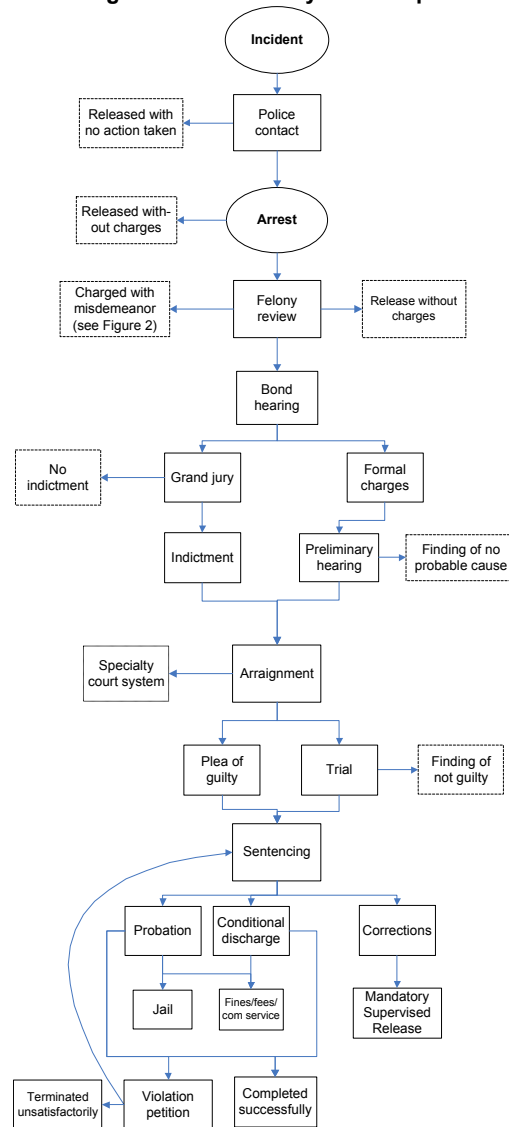 Incident
Released with
no action taken
Police
contact
Released with-
out charges
Arrest
Charged with
misdemeanor
(see Figure 2)
Felony
review
Release without
charges
Bond
hearing
No
indictment
Grand jury
Formal
charges
Indictment
Preliminary
hearing
Finding of no
probable cause
Specialty
court system
Arraignment
Plea of
guilty
Trial
Finding of
not guilty
Sentencing
Probation
Conditional
discharge
Corrections
Jail
Fines/fees/
com service
Mandatory
Supervised
Release
Terminated
unsatisfactorily
Violation
petition
Completed
successfully